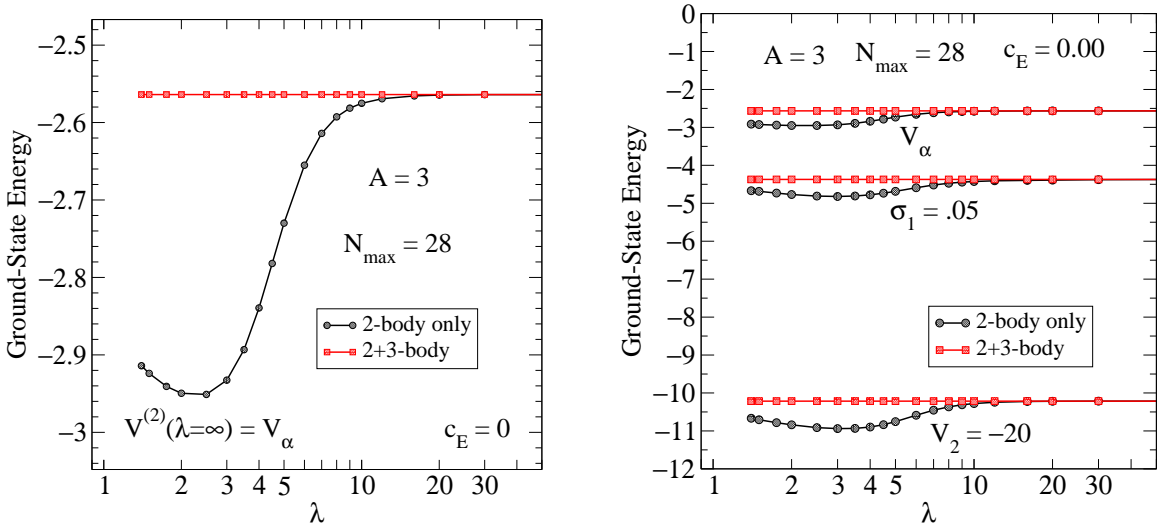 −2.5
−2.6
−2.7
−2.8
−2.9
−3
Ground-State Energy
A = 3
N_max = 28
2-body only
2+3-body
V^(2)(λ=∞) = V_α
c_E = 0
1 2 3 4 5 10 20 30
λ
0
−1
−2
−3
−4
−5
−6
−7
−8
−9
−10
−11
−12
Ground-State Energy
A = 3 N_max = 28 c_E = 0.00
V_α
σ_1 = .05
2-body only
2+3-body
V_2 = −20
1 2 3 4 5 10 20 30
λ